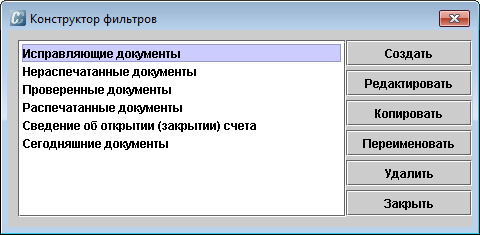 Конструктор фильтров
Исправляющие документы
Нераспечатанные документы
Проверенные документы
Распечатанные документы
Сведение об открытии (закрытии) счета
Сегодняшние документы
Создать
Редактировать
Копировать
Переименовать
Удалить
Закрыть